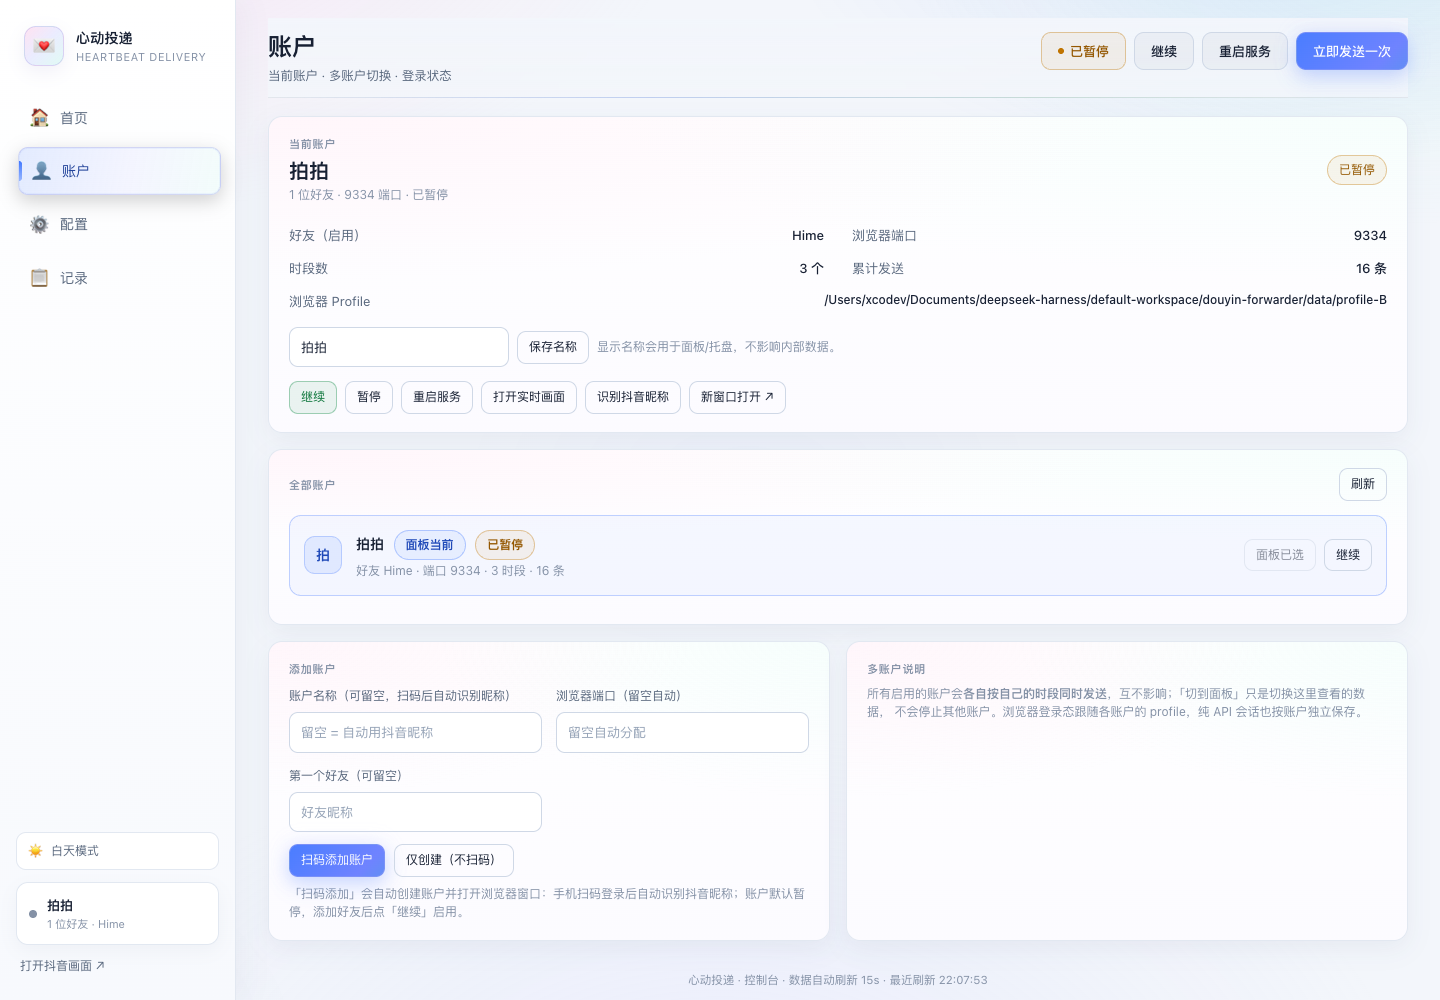 心动投递
HEARTBEAT DELIVERY
首页
账户
配置
记录
白天模式
拍拍
1 位好友 · Hime
打开抖音画面 ↗
账户
当前账户 · 多账户切换 · 登录状态
已暂停
继续
重启服务
立即发送一次
当前账户
拍拍
1 位好友 · 9334 端口 · 已暂停
已暂停
好友（启用） Hime
浏览器端口 9334
时段数 3 个
累计发送 16 条
浏览器 Profile /Users/xcodev/Documents/deepseek-harness/default-workspace/douyin-forwarder/data/profile-B
拍拍
保存名称
显示名称会用于面板/托盘，不影响内部数据。
继续
暂停
重启服务
打开实时画面
识别抖音昵称
新窗口打开 ↗
全部账户
刷新
拍
拍拍
面板当前
已暂停
好友 Hime · 端口 9334 · 3 时段 · 16 条
面板已选
继续
添加账户
账户名称（可留空，扫码后自动识别昵称）
浏览器端口（留空自动）
留空 = 自动用抖音昵称
留空自动分配
第一个好友（可留空）
好友昵称
扫码添加账户
仅创建（不扫码）
「扫码添加」会自动创建账户并打开浏览器窗口：手机扫码登录后自动识别抖音昵称；账户默认暂
停，添加好友后点「继续」启用。
多账户说明
所有启用的账户会各自按自己的时段同时发送，互不影响；「切到面板」只是切换这里查看的数
据， 不会停止其他账户。浏览器登录态跟随各账户的 profile，纯 API 会话也按账户独立保存。
心动投递 · 控制台 · 数据自动刷新 15s · 最近刷新 22:07:53